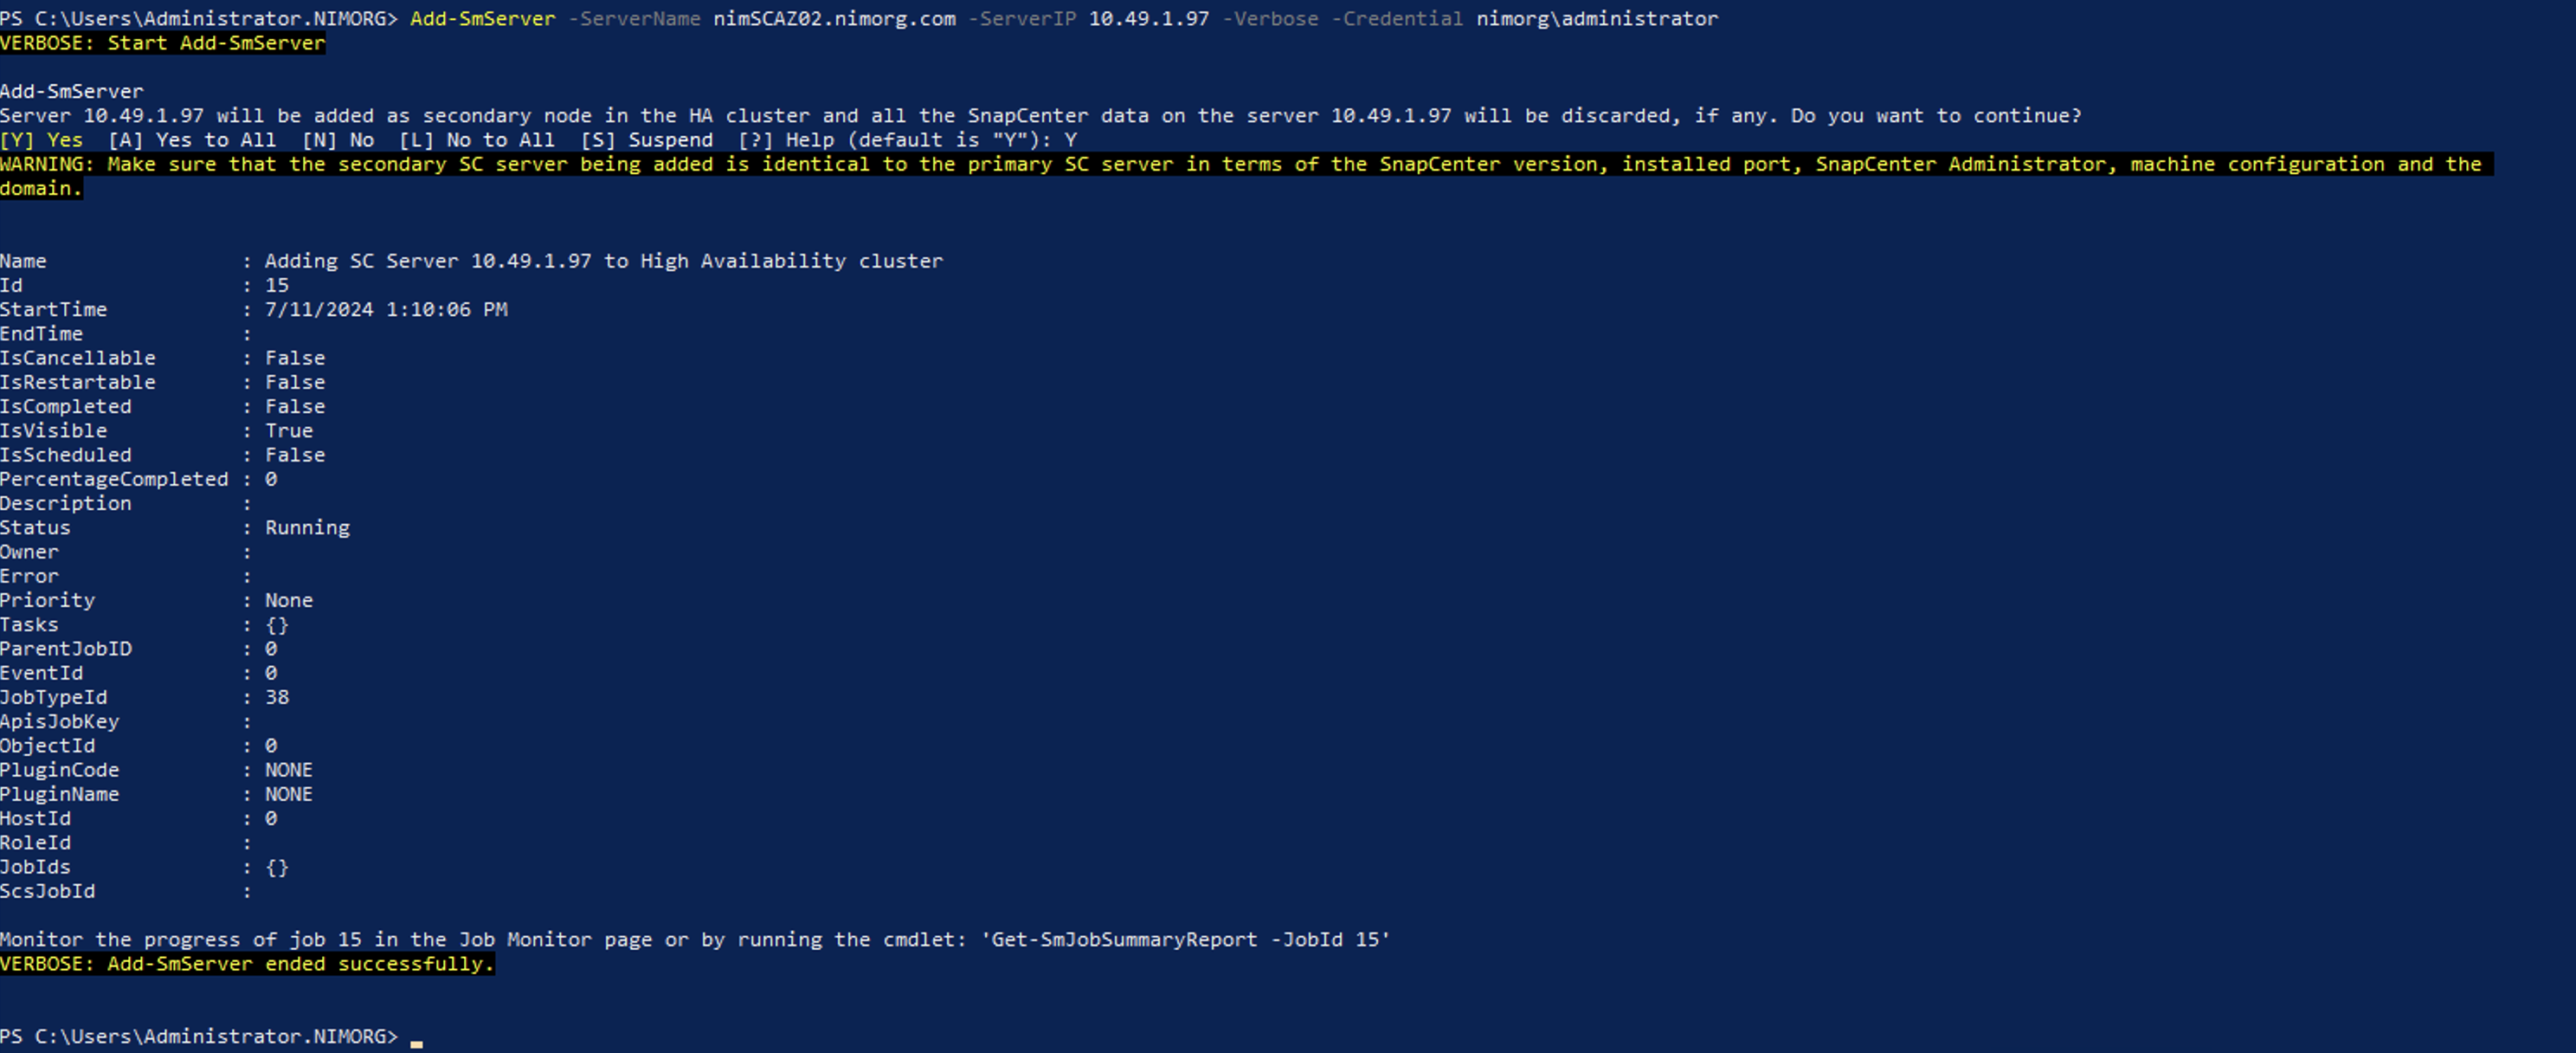 PS C:\Users\Administrator.NIMORG> Add-SmServer -ServerName nimSCAZ02.nimorg.com -ServerIP 10.49.1.97 -Verbose -Credential nimorg\administrator
VERBOSE: Start Add-SmServer
Add-SmServer
Server 10.49.1.97 will be added as secondary node in the HA cluster and all the SnapCenter data on the server 10.49.1.97 will be discarded, if any. Do you want to continue?
[Y] Yes  [A] Yes to All  [N] No  [L] No to All  [S] Suspend  [?] Help (default is "Y"): Y
WARNING: Make sure that the secondary SC server being added is identical to the primary SC server in terms of the SnapCenter version, installed port, SnapCenter Administrator, machine configuration and the
domain.
Name                : Adding SC Server 10.49.1.97 to High Availability cluster
Id                  : 15
StartTime           : 7/11/2024 1:10:06 PM
EndTime             :
IsCancellable       : False
IsRestartable       : False
IsCompleted         : False
IsVisible           : True
IsScheduled         : False
PercentageCompleted : 0
Description         :
Status              : Running
Owner               :
Error               :
Priority            : None
Tasks               : {}
ParentJobID         : 0
EventId             : 0
JobTypeId           : 38
ApisJobKey          :
ObjectId            : 0
PluginCode          : NONE
PluginName          : NONE
HostId              : 0
RoleId              :
JobIds              : {}
ScsJobId            :
Monitor the progress of job 15 in the Job Monitor page or by running the cmdlet: 'Get-SmJobSummaryReport -JobId 15'
VERBOSE: Add-SmServer ended successfully.
PS C:\Users\Administrator.NIMORG>